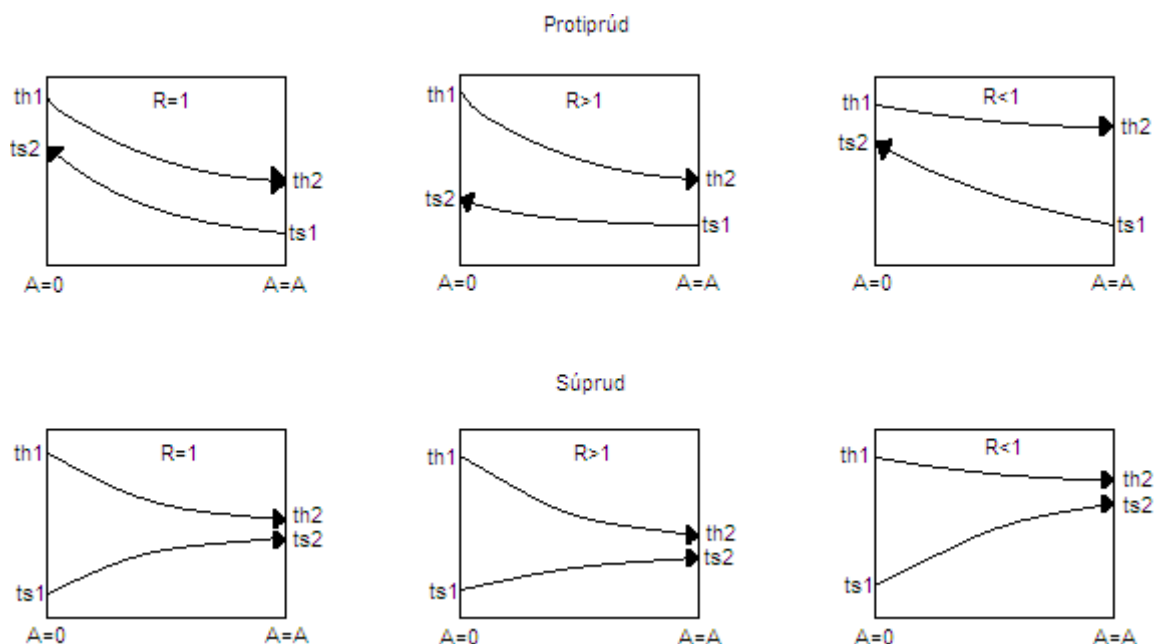 Protiprúd
th1
R=1
ts2
th2
ts1
A=0
A=A
th1
R>1
ts2
th2
ts1
A=0
A=A
th1
R<1
th2
ts2
ts1
A=0
A=A
Súprud
th1
R=1
th2
ts2
ts1
A=0
A=A
th1
R>1
th2
ts2
ts1
A=0
A=A
th1
R<1
th2
ts2
ts1
A=0
A=A